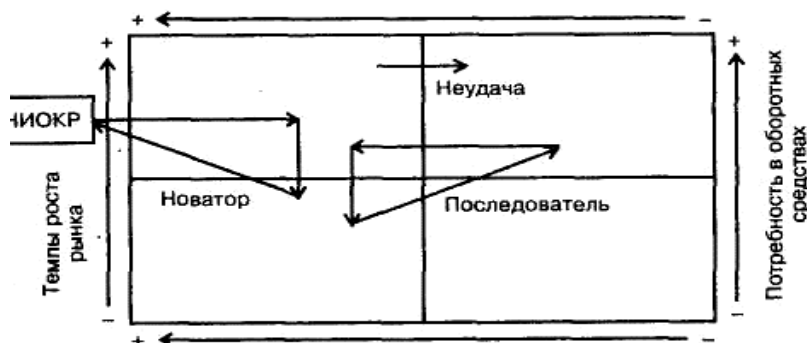 + –
+ +
Неудача
НИОКР
Новатор
Последователь
Темпы роста
рынка
Потребность в оборотных
средствах
– –
+ –